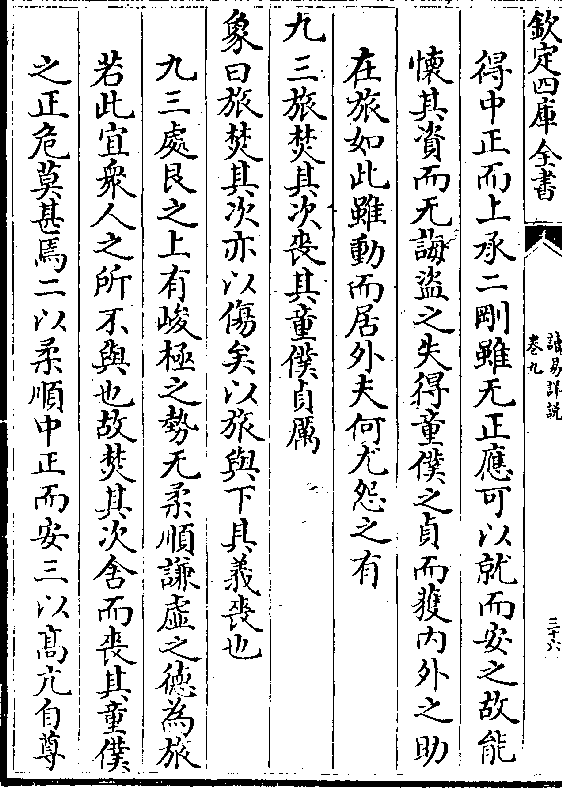 欽定四庫全書
讀易詳說
卷九
三十六
得中正而上承二剛雖无正應可以就而安之故能
懷其資而无誨盜之失得童僕之貞而獲内外之助
在旅如此雖動而居外夫何尤怨之有
九三旅焚其次喪其童僕貞厲
象曰旅焚其次亦以傷矣以旅與下其義喪也
九三處艮之上有峻極之勢无柔順謙虛之德為旅
若此宜衆人之所不與也故焚其次舍而喪其童僕
之正危莫甚焉二以柔順中正而安三以髙亢自尊